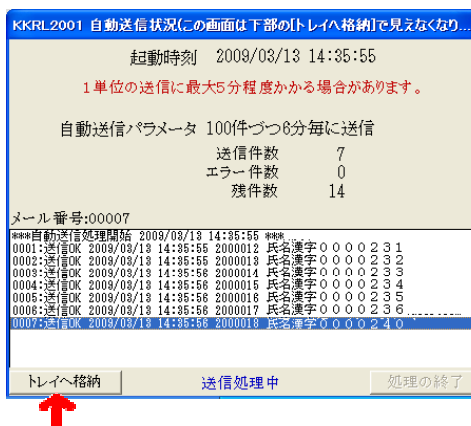 KKRL2001 自動送信状況(この画面は下部の[トレイへ格納]で見えなくなり...
起動時刻 2009/03/13 14:35:55
1単位の送信に最大5分程度かかる場合があります。
自動送信パラメータ 100件づつ6分毎に送信
送信件数 7
エラー件数 0
残件数 14
メール番号:00007
***自動送信処理開始 2009/03/13 14:35:55 ***
0001:送信OK 2009/03/13 14:35:55 2000012 氏名漢字0000231
0002:送信OK 2009/03/13 14:35:55 2000013 氏名漢字0000232
0003:送信OK 2009/03/13 14:35:56 2000014 氏名漢字0000233
0004:送信OK 2009/03/13 14:35:56 2000015 氏名漢字0000234
0005:送信OK 2009/03/13 14:35:56 2000016 氏名漢字0000235
0006:送信OK 2009/03/13 14:35:56 2000017 氏名漢字0000236
0007:送信OK 2009/03/13 14:35:56 2000018 氏名漢字0000240
トレイへ格納 送信処理中 処理の終了